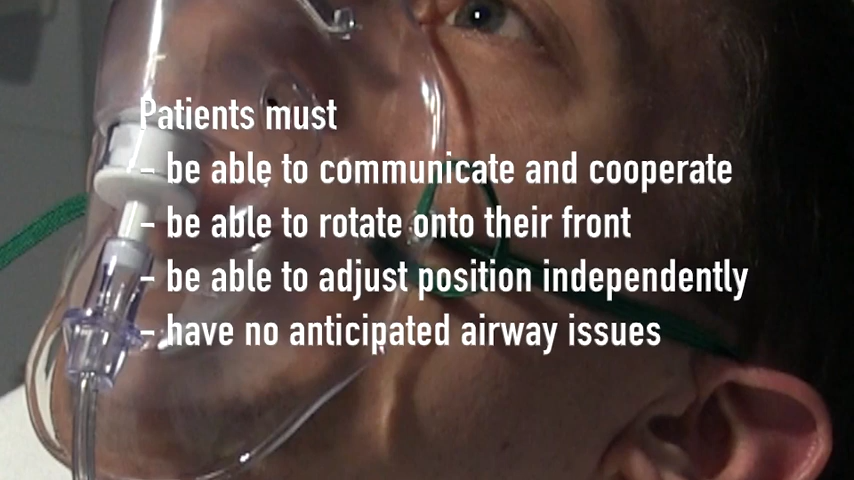 Patients must
- be able to communicate and cooperate
- be able to rotate onto their front
- be able to adjust position independently
- have no anticipated airway issues